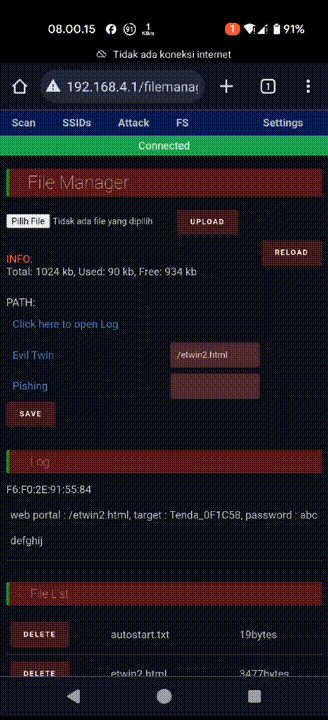 08.00.15 91 1 KB/s 1 91%
Tidak ada koneksi internet
192.168.4.1/filemana 1
Scan SSIDs Attack FS Settings
Connected
File Manager
Pilih File Tidak ada file yang dipilih UPLOAD
RELOAD
INFO:
Total: 1024 kb, Used: 90 kb, Free: 934 kb
PATH:
Click here to open Log
Evil Twin /etwin2.html
Pishing
SAVE
Log
F6:F0:2E:91:55:84
web portal : /etwin2.html, target : Tenda_0F1C58, password : abc
defghij
File List
DELETE autostart.txt 19bytes
DELETE etwin2.html 3477bytes